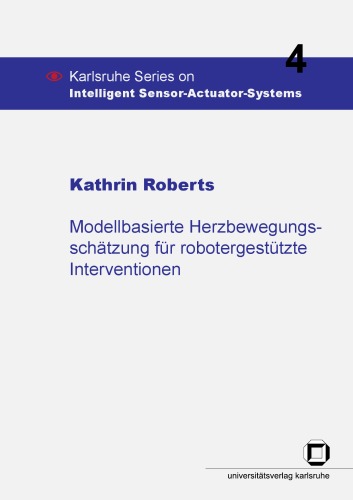 4
Karlsruhe Series on
Intelligent Sensor-Actuator-Systems
Kathrin Roberts
Modellbasierte Herzbewegungs-
schätzung für robotergestützte
Interventionen
universitätsverlag karlsruhe